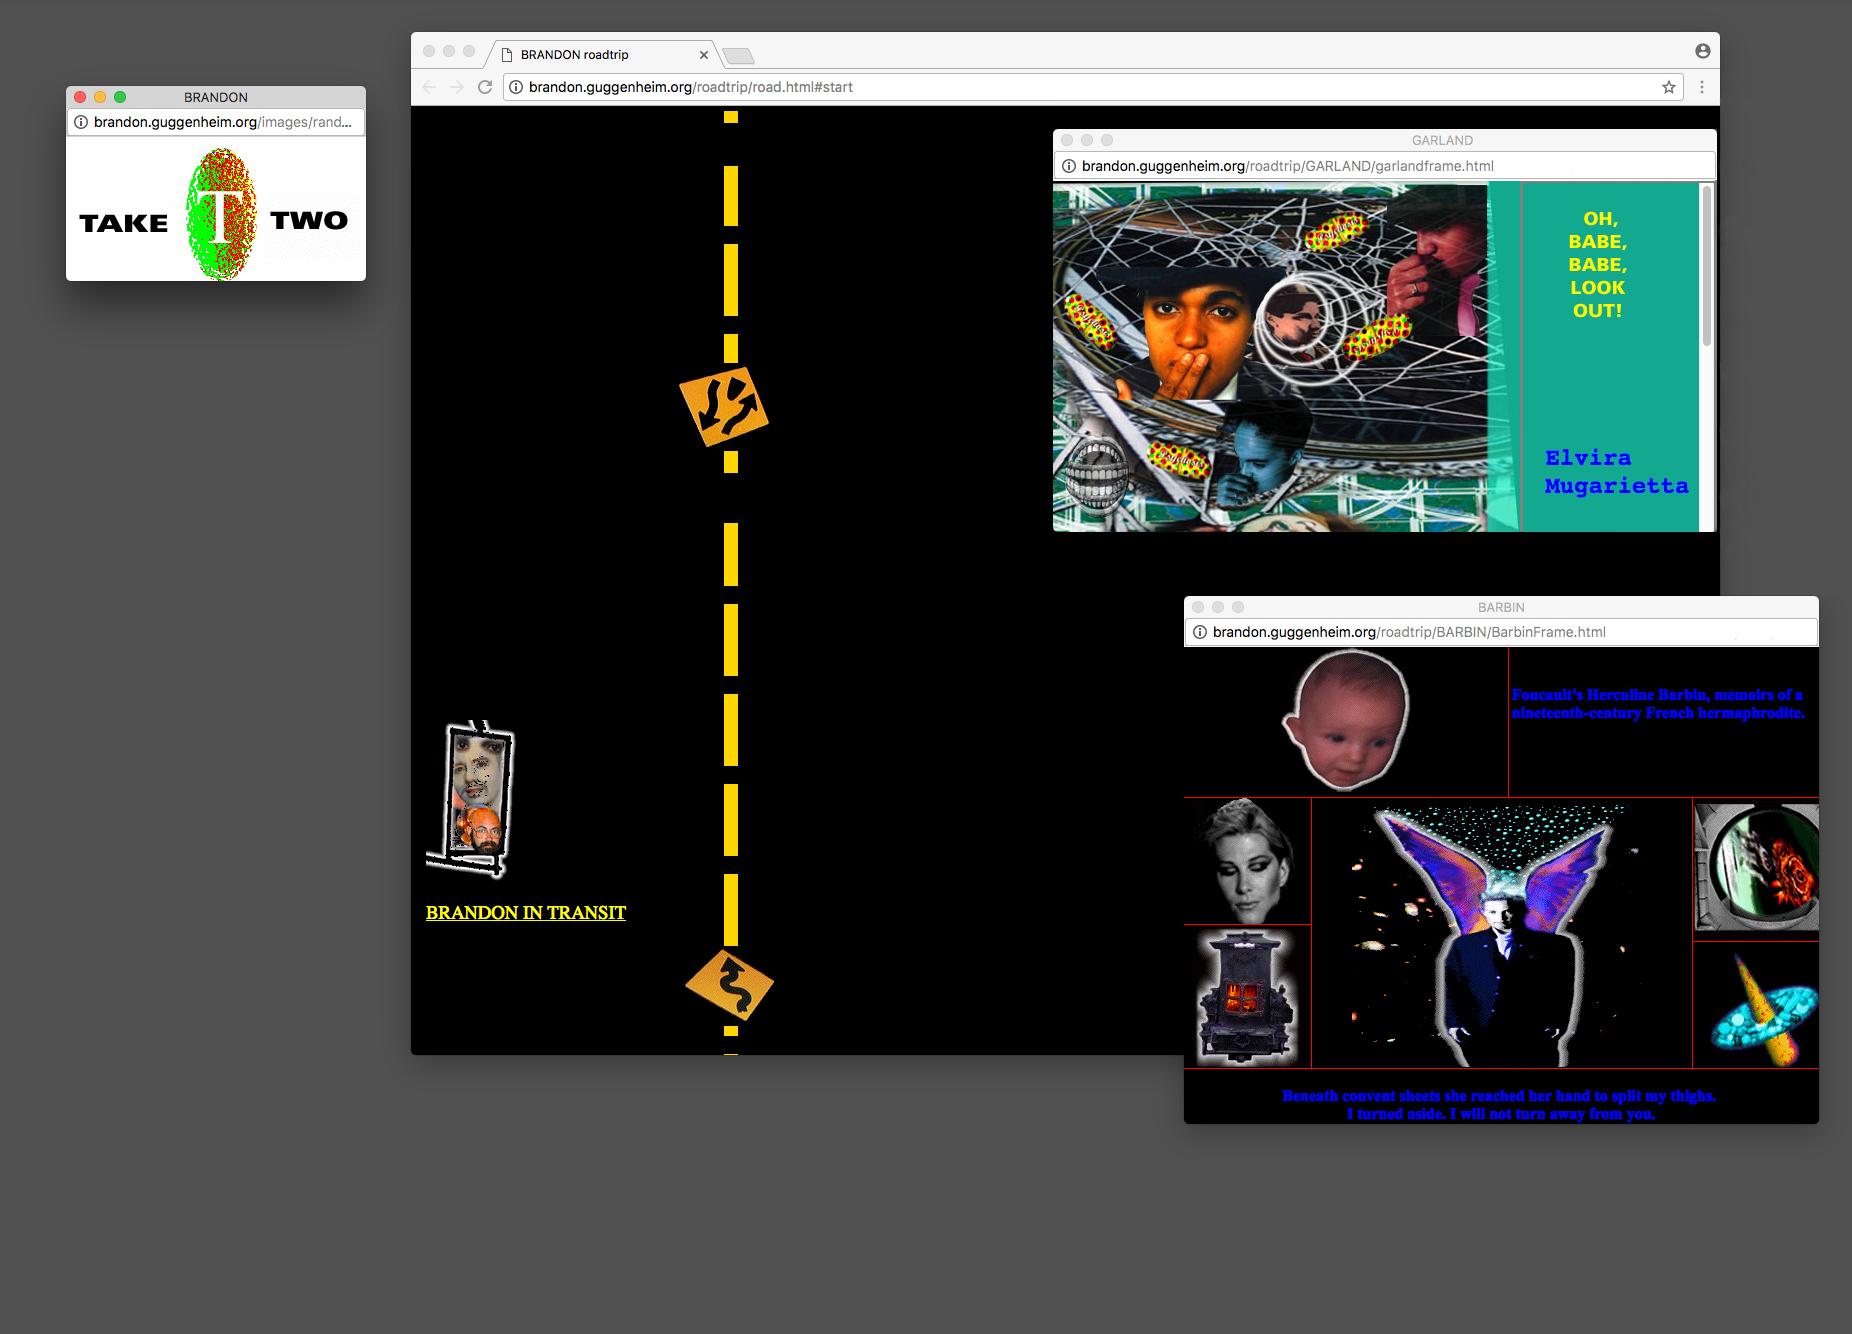 BRANDON
brandon.guggenheim.org/images/rand...
TAKE T TWO
BRANDON roadtrip
brandon.guggenheim.org/roadtrip/road.html#start
BRANDON IN TRANSIT
GARLAND
brandon.guggenheim.org/roadtrip/GARLAND/garlandframe.html
OH,
BABE,
BABE,
LOOK
OUT!
Elvira
Mugarietta
BARBIN
brandon.guggenheim.org/roadtrip/BARBIN/BarbinFrame.html
Foucault's Herculine Barbin, memoirs of a
nineteenth-century French hermaphrodite.
Beneath convent sheets she reached her hand to split my thighs.
I turned aside. I will not turn away from you.